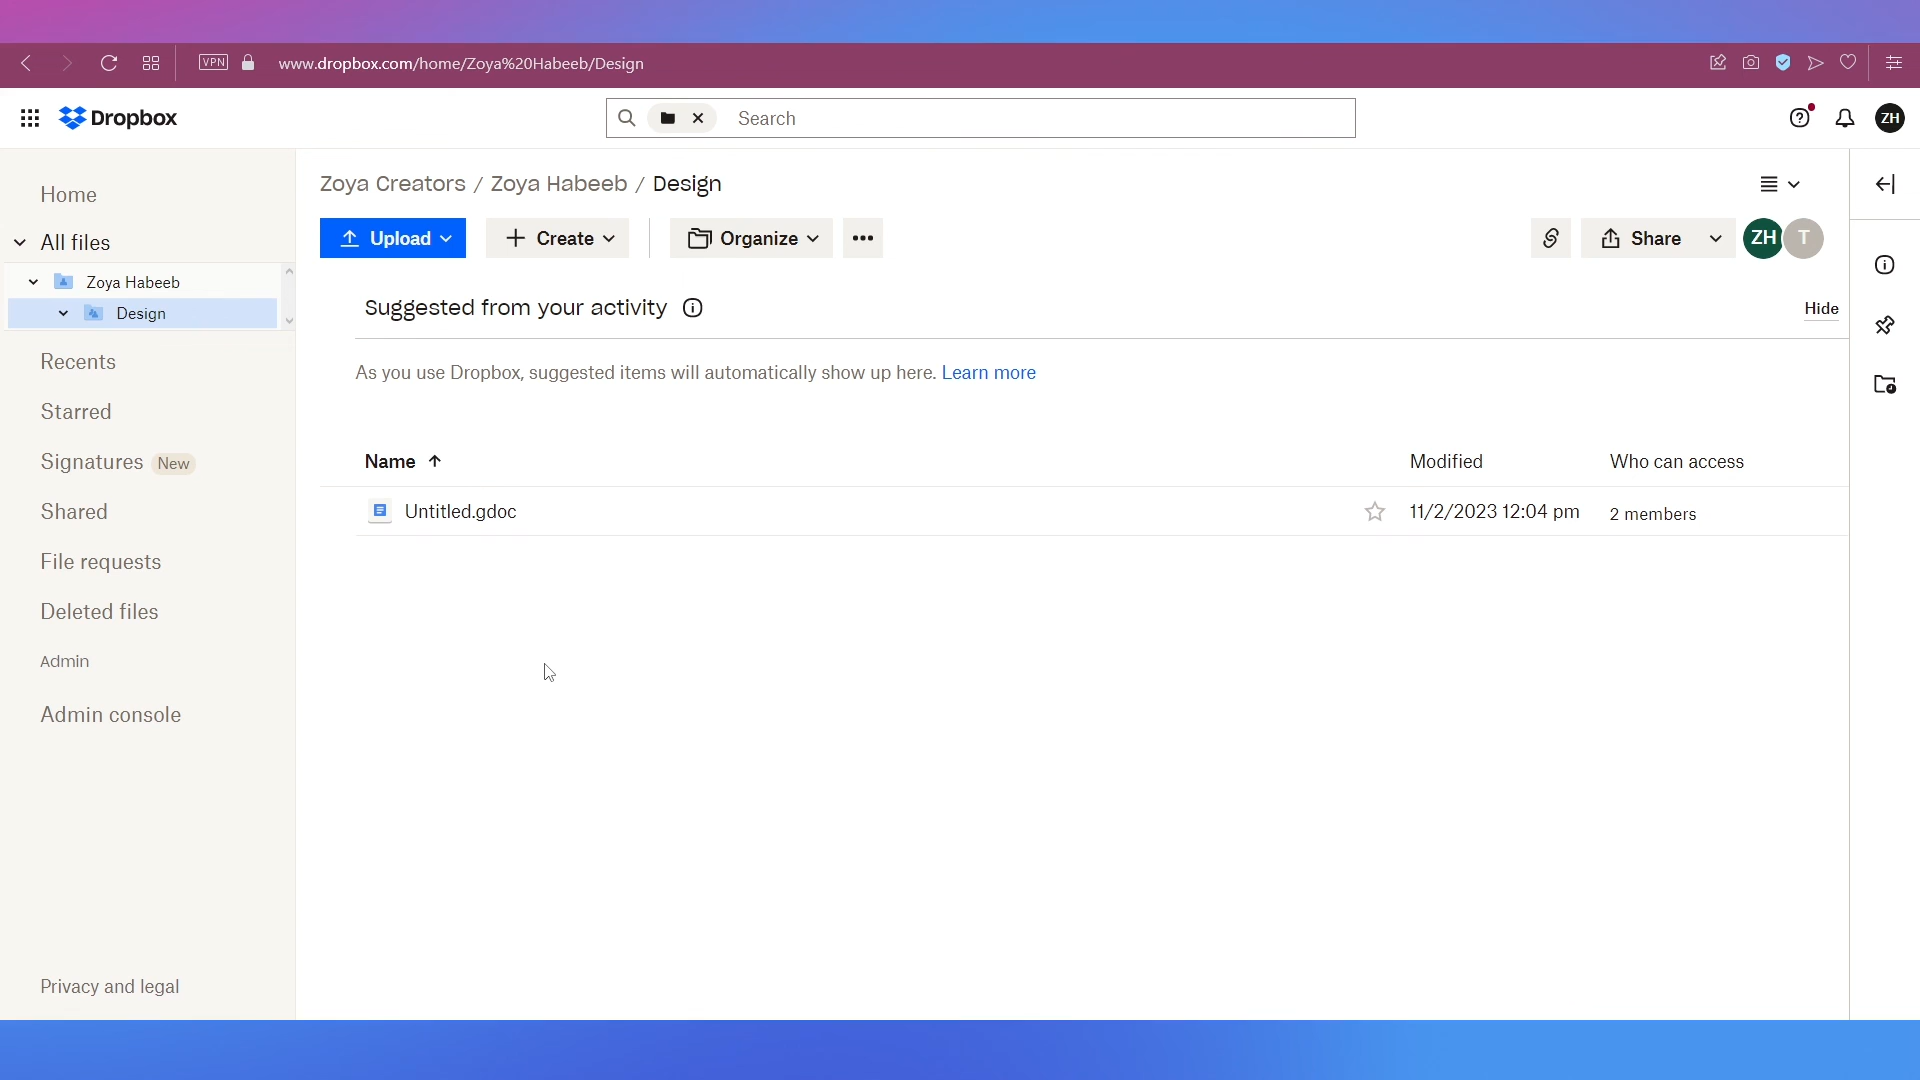 VPN www.dropbox.com/home/Zoya%20Habeeb/Design
Dropbox
Search
ZH
Home
All files
Zoya Habeeb
Design
Recents
Starred
Signatures New
Shared
File requests
Deleted files
Admin
Admin console
Privacy and legal
Zoya Creators / Zoya Habeeb / Design
Upload
Create
Organize
Share
ZH
T
Suggested from your activity
Hide
As you use Dropbox, suggested items will automatically show up here. Learn more
Name Modified Who can access
Untitled.gdoc 11/2/2023 12:04 pm 2 members